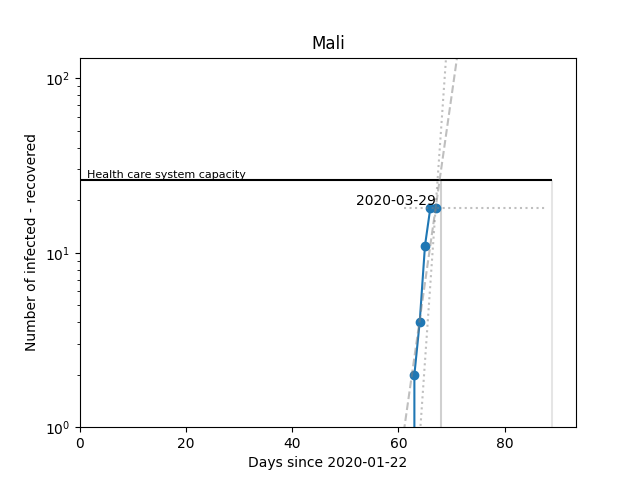 Mali
Number of infected - recovered
10²
10¹
10⁰
Health care system capacity
2020-03-29
0 20 40 60 80
Days since 2020-01-22